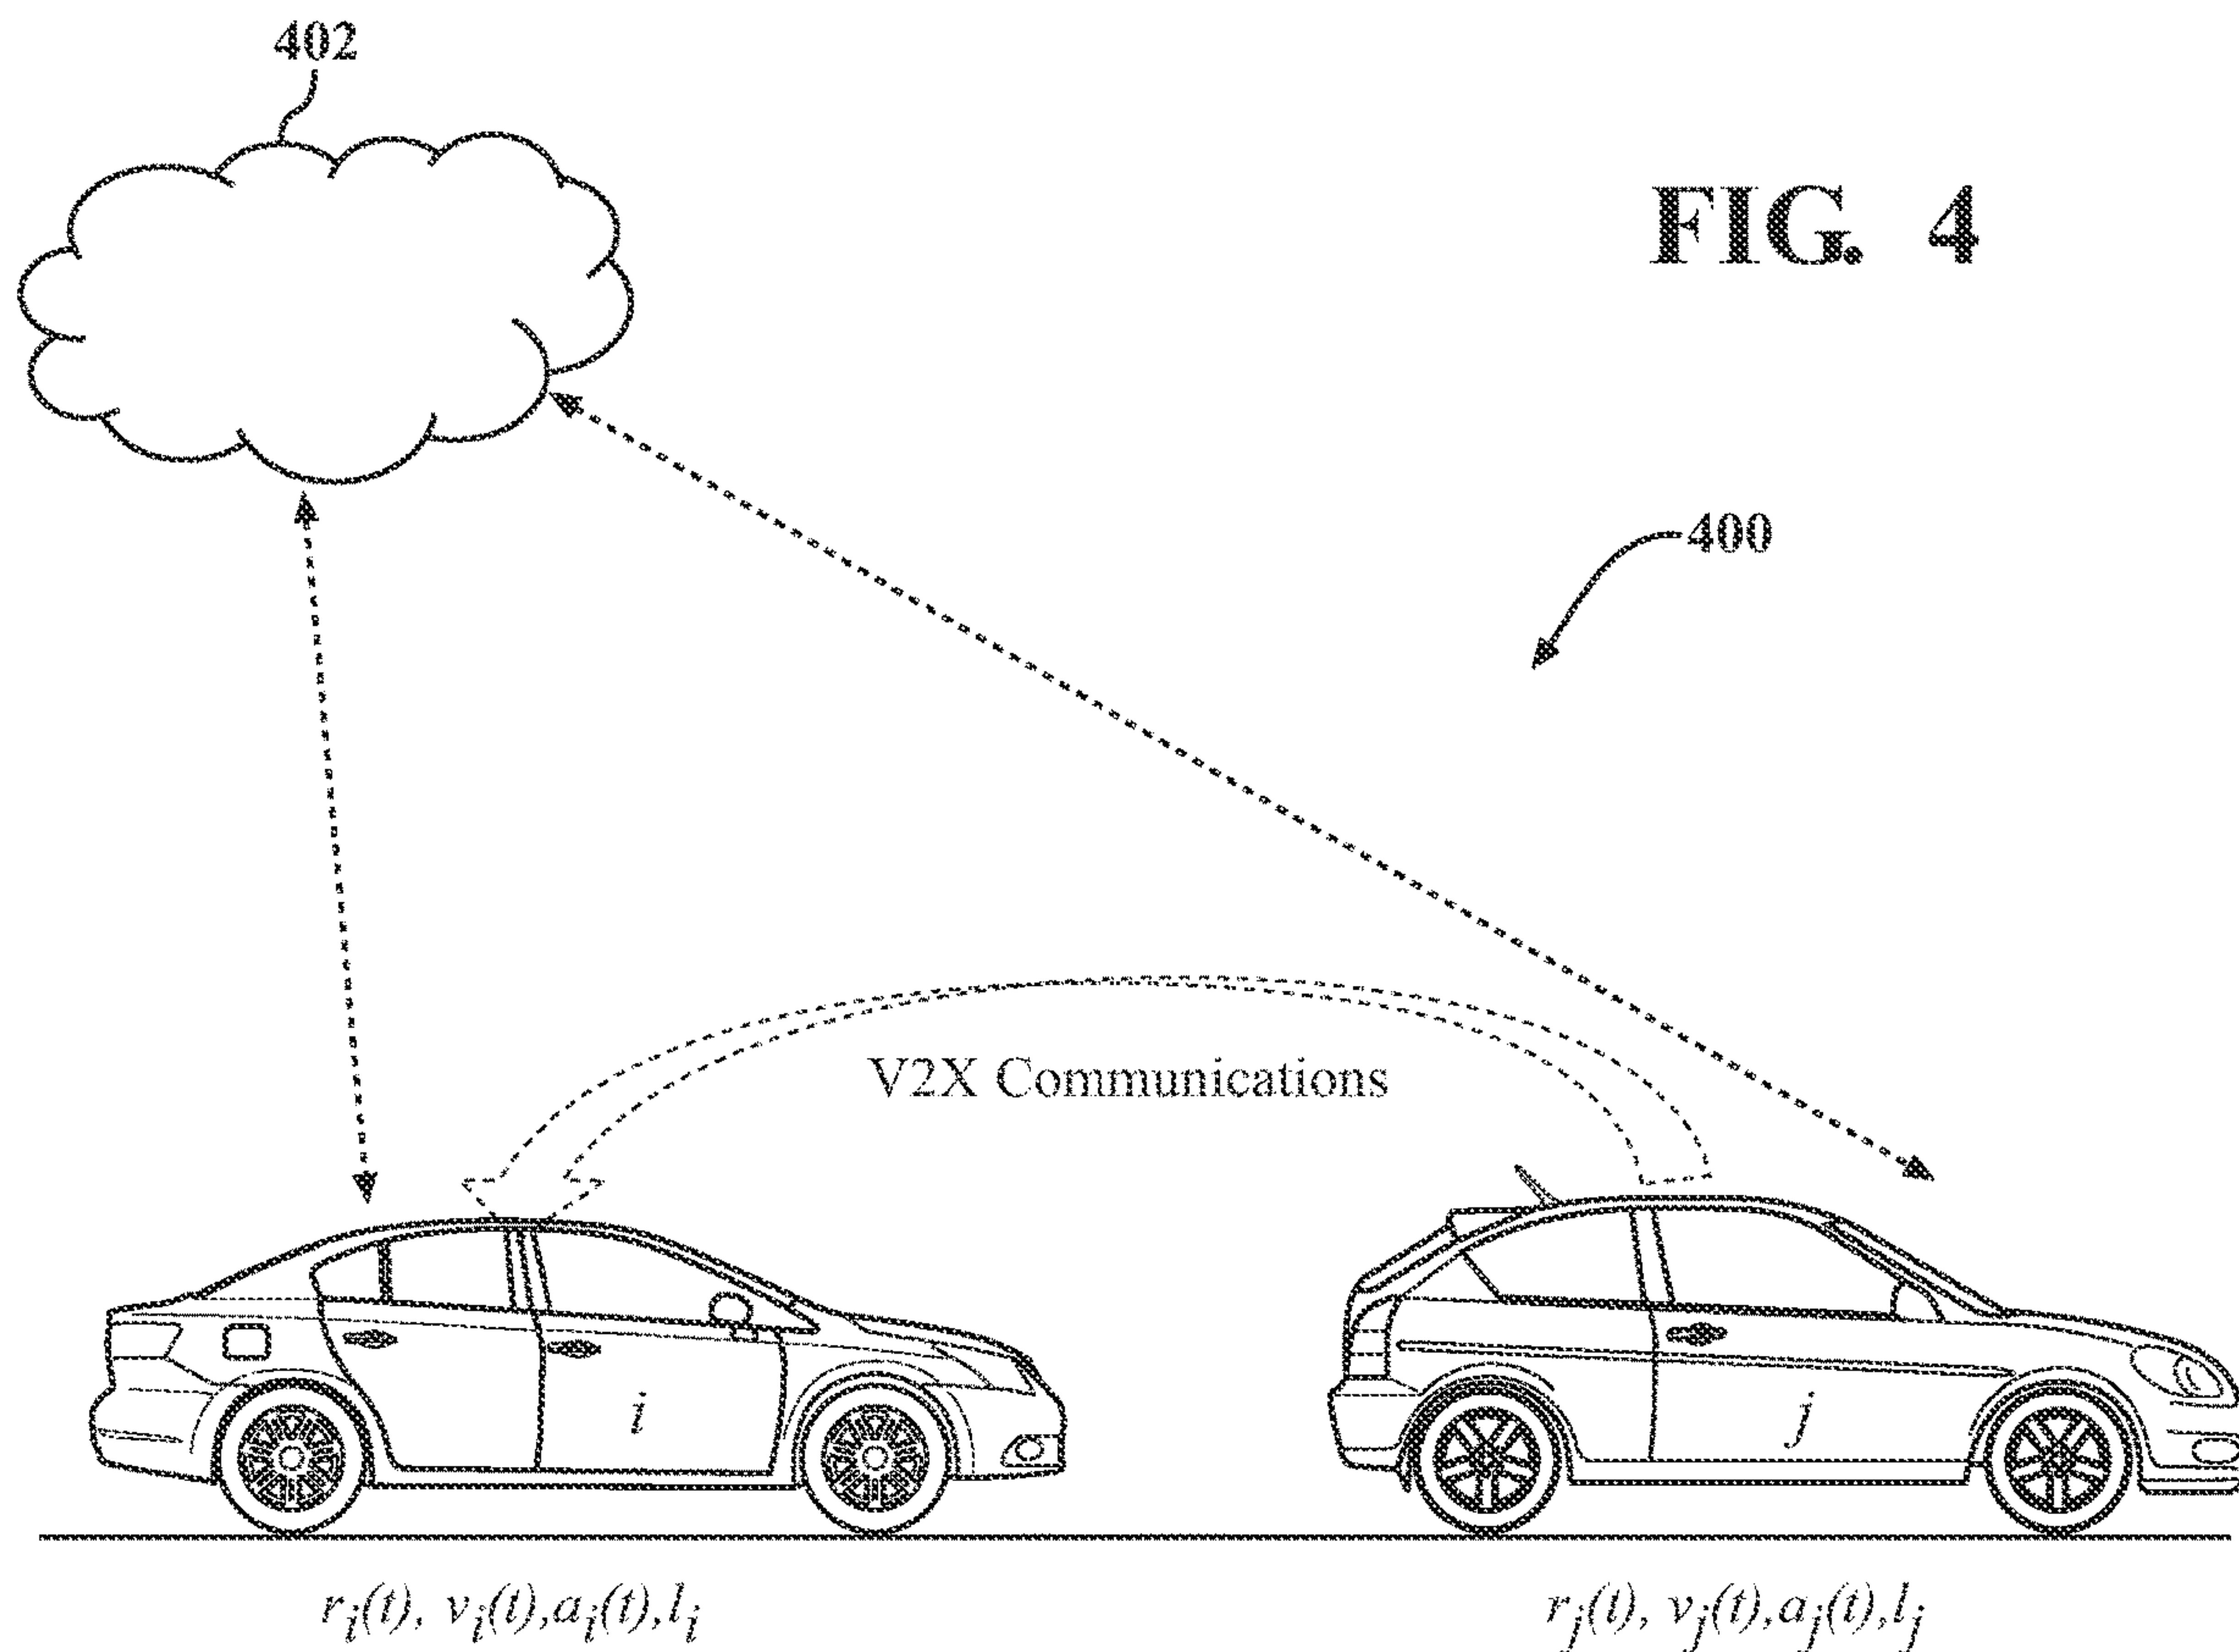 402
FIG. 4
400
V2X Communications
i
j
r_i(t), v_i(t),a_i(t),l_i
r_j(t), v_j(t),a_j(t),l_j